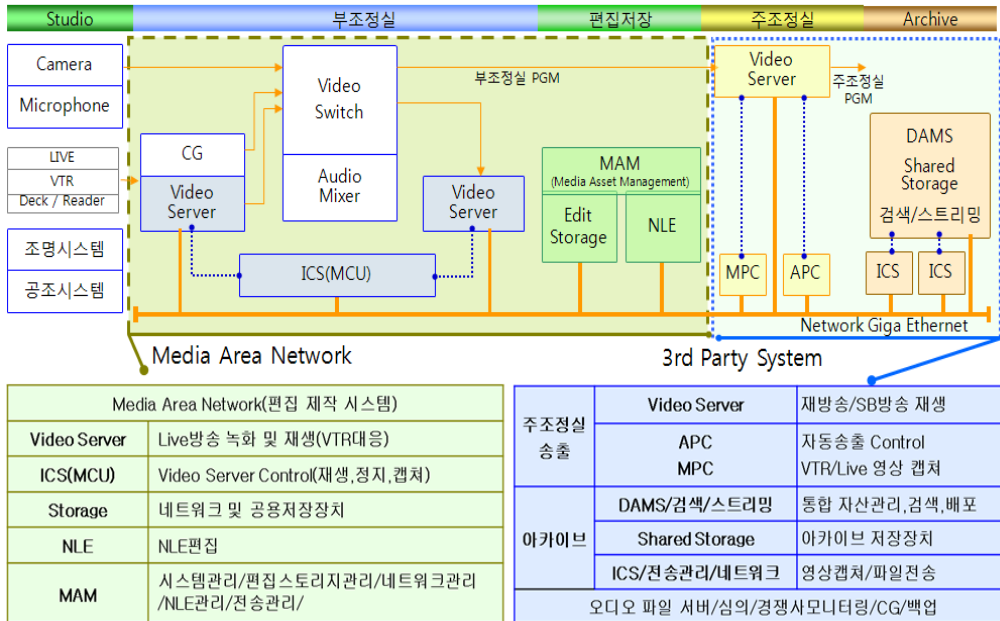 Studio
부조정실
편집저장
주조정실
Archive
Camera
Microphone
LIVE
VTR
Deck / Reader
조명시스템
공조시스템
CG
Video
Server
Video
Switch
Audio
Mixer
부조정실 PGM
Video
Server
ICS(MCU)
MAM
(Media Asset Management)
Edit
Storage
NLE
Video
Server
주조정실
PGM
MPC
APC
DAMS
Shared
Storage
검색/스트리밍
ICS
ICS
Network Giga Ethernet
Media Area Network
3rd Party System
Media Area Network(편집 제작 시스템)
Video Server
Live방송 녹화 및 재생(VTR대응)
ICS(MCU)
Video Server Control(재생,정지,캡쳐)
Storage
네트워크 및 공용저장장치
NLE
NLE편집
MAM
시스템관리/편집스토리지관리/네트워크관리
/NLE관리/전송관리/
주조정실
송출
Video Server
재방송/SB방송 재생
APC
자동송출 Control
MPC
VTR/Live 영상 캡쳐
아카이브
DAMS/검색/스트리밍
통합 자산관리,검색,배포
Shared Storage
아카이브 저장장치
ICS/전송관리/네트워크
영상캡쳐/파일전송
오디오 파일 서버/심의/경쟁사모니터링/CG/백업